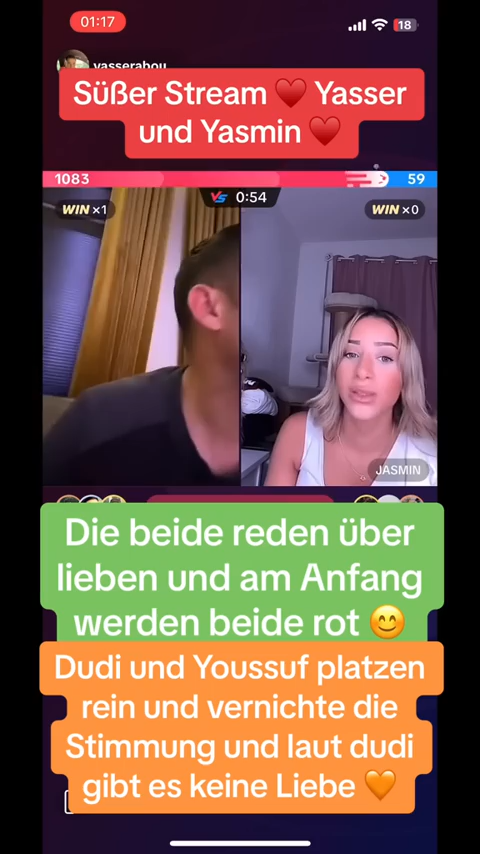 01:17
18
yasserabou
Süßer Stream ♥️ Yasser
und Yasmin ♥️
1083
59
VS 0:54
WIN ×1
WIN ×0
JASMIN
Die beide reden über
lieben und am Anfang
werden beide rot 😊
Dudi und Youssuf platzen
rein und vernichte die
Stimmung und laut dudi
gibt es keine Liebe 🧡